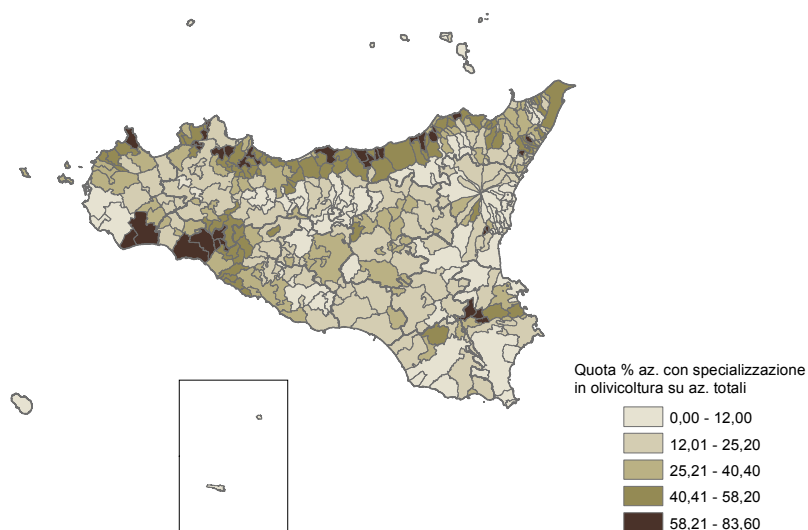 Quota % az. con specializzazione
in olivicoltura su az. totali
0,00 - 12,00
12,01 - 25,20
25,21 - 40,40
40,41 - 58,20
58,21 - 83,60